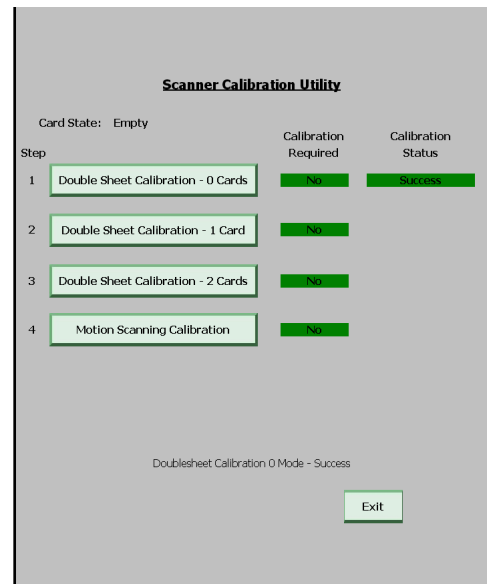 Scanner Calibration Utility
Card State: Empty
Calibration Required
Calibration Status
Step
1 Double Sheet Calibration - 0 Cards No Success
2 Double Sheet Calibration - 1 Card No
3 Double Sheet Calibration - 2 Cards No
4 Motion Scanning Calibration No
Doublesheet Calibration 0 Mode - Success
Exit